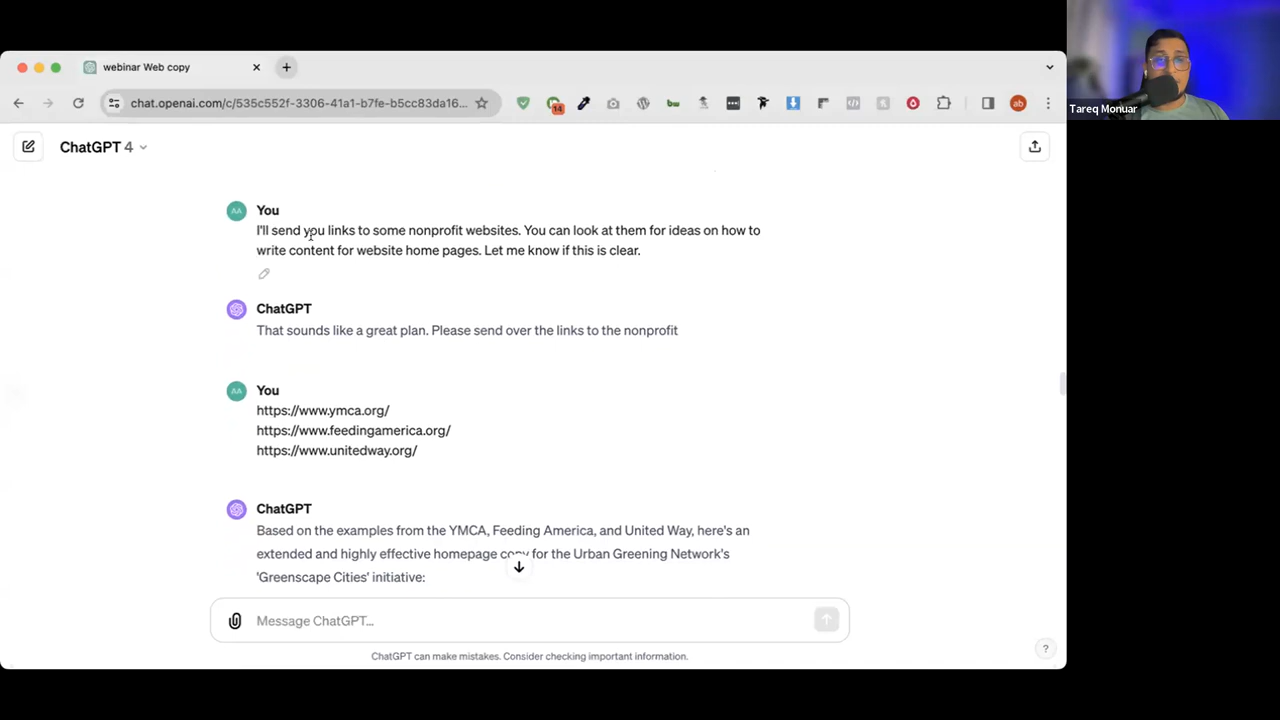 webinar Web copy
chat.openai.com/c/535c552f-3306-41a1-b7fe-b5cc83da16...
14
bw
ab
Tareq Monuar
ChatGPT 4
AA
You
I'll send you links to some nonprofit websites. You can look at them for ideas on how to
write content for website home pages. Let me know if this is clear.
ChatGPT
That sounds like a great plan. Please send over the links to the nonprofit
AA
You
https://www.ymca.org/
https://www.feedingamerica.org/
https://www.unitedway.org/
ChatGPT
Based on the examples from the YMCA, Feeding America, and United Way, here's an
extended and highly effective homepage copy for the Urban Greening Network's
'Greenscape Cities' initiative:
Message ChatGPT...
ChatGPT can make mistakes. Consider checking important information.
?